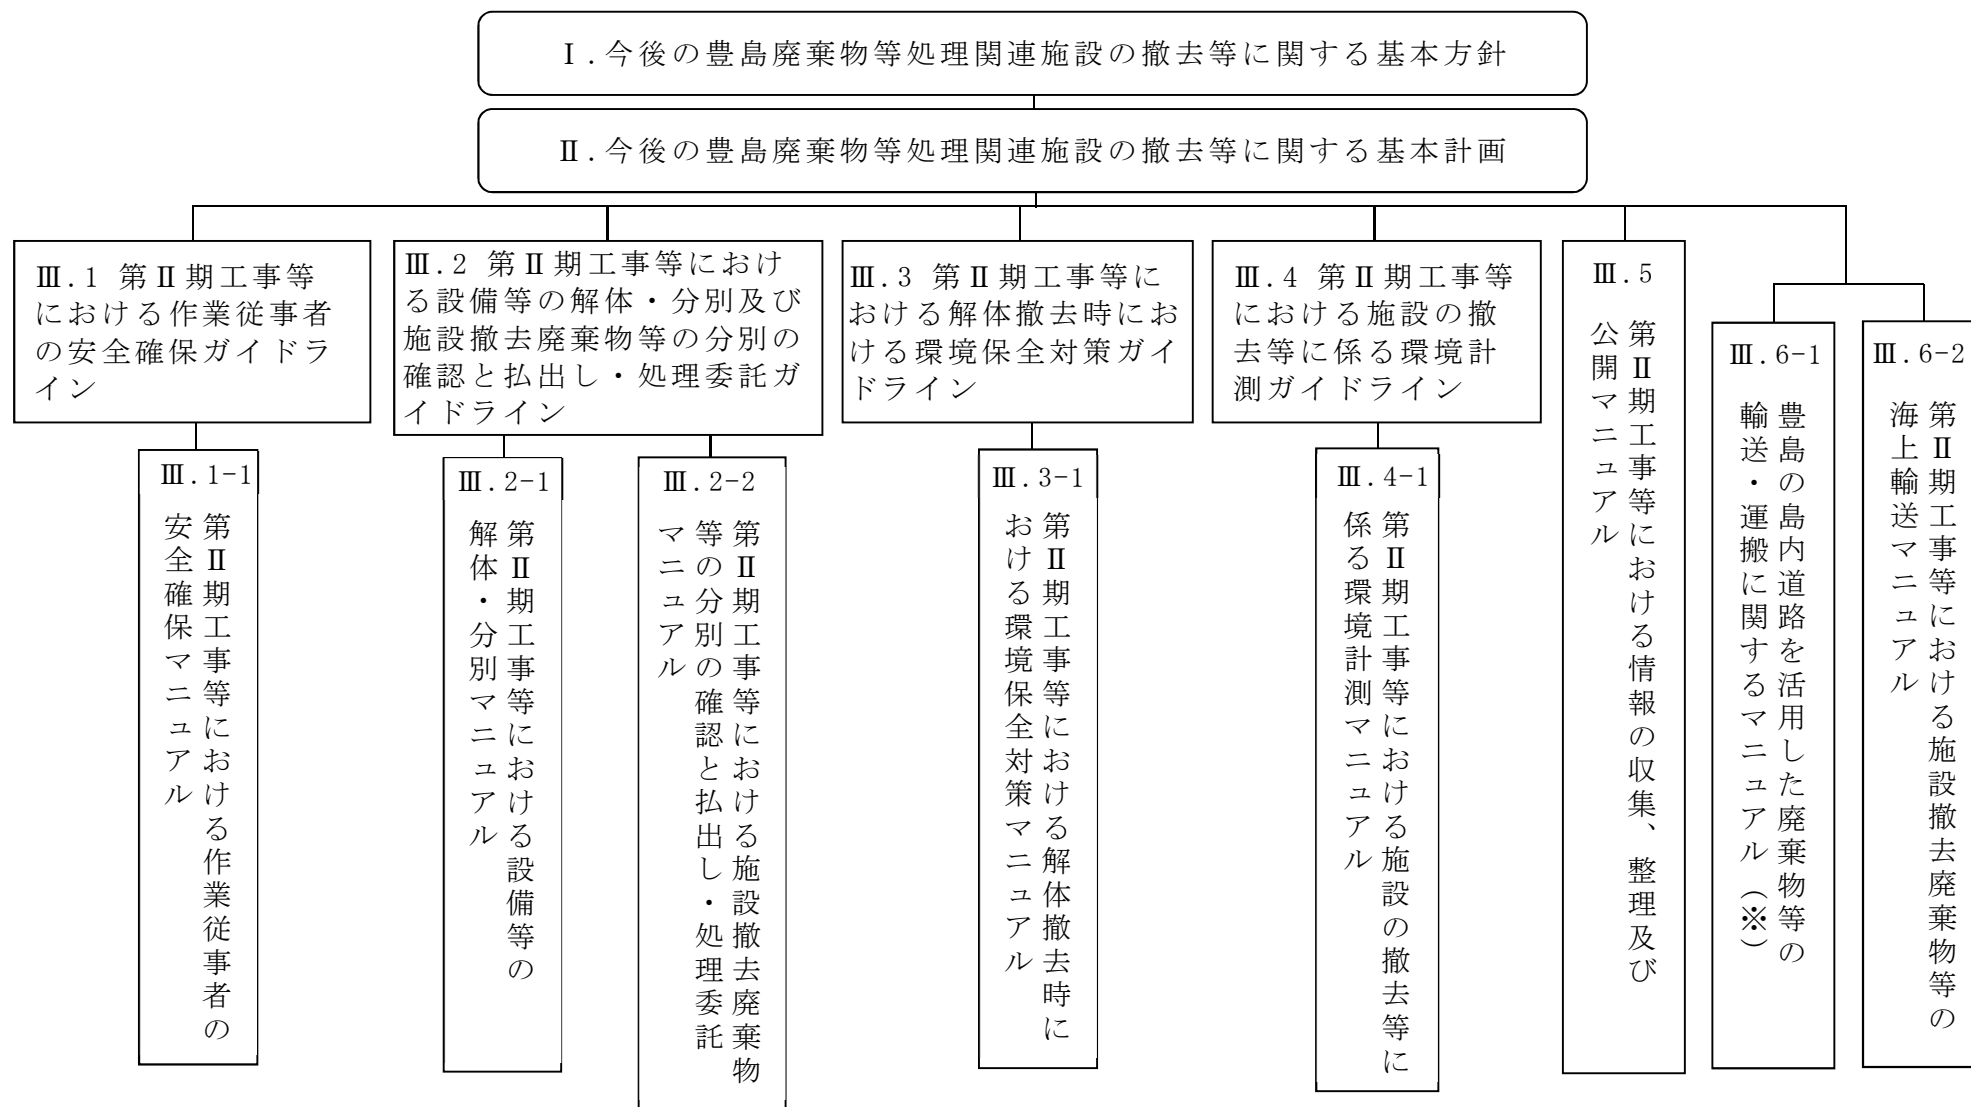 Ⅰ.今後の豊島廃棄物等処理関連施設の撤去等に関する基本方針
Ⅱ.今後の豊島廃棄物等処理関連施設の撤去等に関する基本計画
Ⅲ.1 第Ⅱ期工事等
における作業従事者
の安全確保ガイドラ
イン
Ⅲ.2 第Ⅱ期工事等におけ
る設備等の解体・分別及び
施設撤去廃棄物等の分別の
確認と払出し・処理委託ガ
イドライン
Ⅲ.3 第Ⅱ期工事等に
おける解体撤去時にお
ける環境保全対策ガイ
ドライン
Ⅲ.4 第Ⅱ期工事等
における施設の撤
去等に係る環境計
測ガイドライン
Ⅲ.5
第Ⅱ期工事等における情報の収集、整理及び
公開マニュアル
Ⅲ.6-1
豊島の島内道路を活用した廃棄物等の
輸送・運搬に関するマニュアル(※)
Ⅲ.6-2
第Ⅱ期工事等における施設撤去廃棄物等の
海上輸送マニュアル
Ⅲ.1-1
第Ⅱ期工事等における作業従事者の
安全確保マニュアル
Ⅲ.2-1
第Ⅱ期工事等における設備等の
解体・分別マニュアル
Ⅲ.2-2
第Ⅱ期工事等における施設撤去廃棄物
等の分別の確認と払出し・処理委託
マニュアル
Ⅲ.3-1
第Ⅱ期工事等における解体撤去時に
おける環境保全対策マニュアル
Ⅲ.4-1
第Ⅱ期工事等における施設の撤去等に
係る環境計測マニュアル